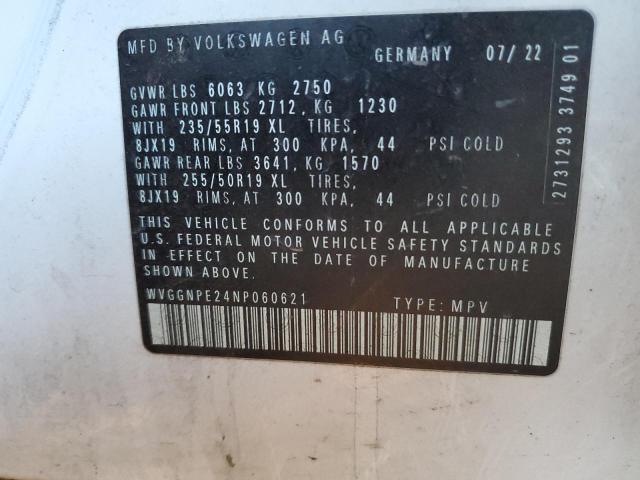 MFD BY VOLKSWAGEN AG GERMANY 07/ 22
GVWR LBS 6063 KG 2750
GAWR FRONT LBS 2712, KG 1230
WITH 235/55R19 XL TIRES,
8JX19 RIMS, AT 300 KPA, 44 PSI COLD
GAWR REAR LBS 3641, KG 1570
WITH 255/50R19 XL TIRES,
8JX19 RIMS, AT 300 KPA, 44 PSI COLD
THIS VEHICLE CONFORMS TO ALL APPLICABLE
U.S. FEDERAL MOTOR VEHICLE SAFETY STANDARDS
IN EFFECT ON THE DATE OF MANUFACTURE
SHOWN ABOVE.
WVGGNPE24NP060621 TYPE: MPV
2731293 3749 01